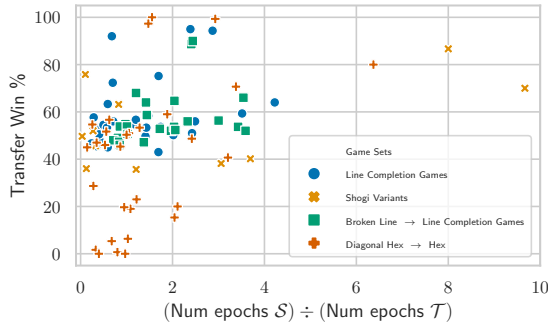 Transfer Win %
100
80
60
40
20
0
0
2
4
6
8
10
(Num epochs 𝒮) ÷ (Num epochs 𝒯)
Game Sets
Line Completion Games
Shogi Variants
Broken Line → Line Completion Games
Diagonal Hex → Hex